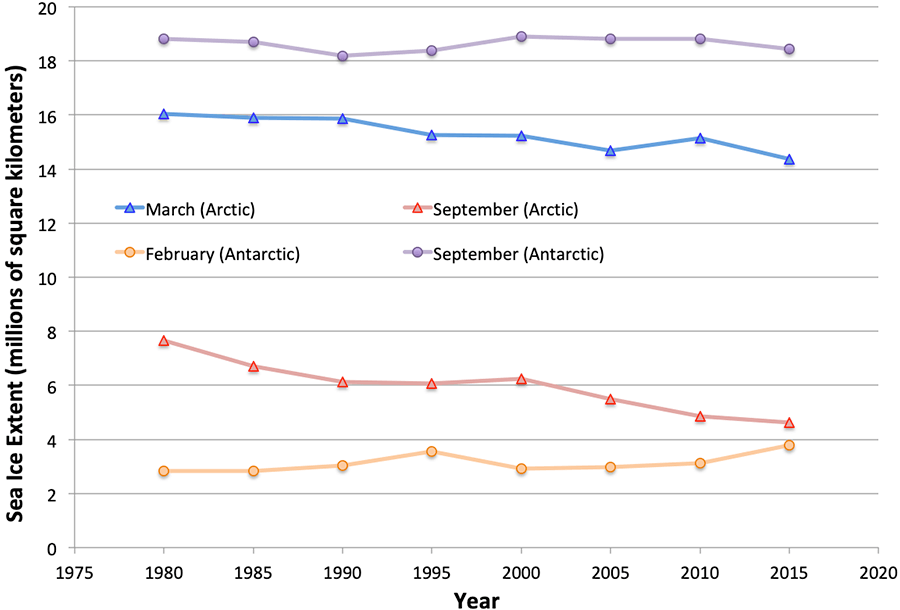 Sea Ice Extent (millions of square kilometers)
20
18
16
14
March (Arctic) September (Arctic)
12
February (Antarctic) September (Antarctic)
10
8
6
4
2
0
1975 1980 1985 1990 1995 2000 2005 2010 2015 2020
Year